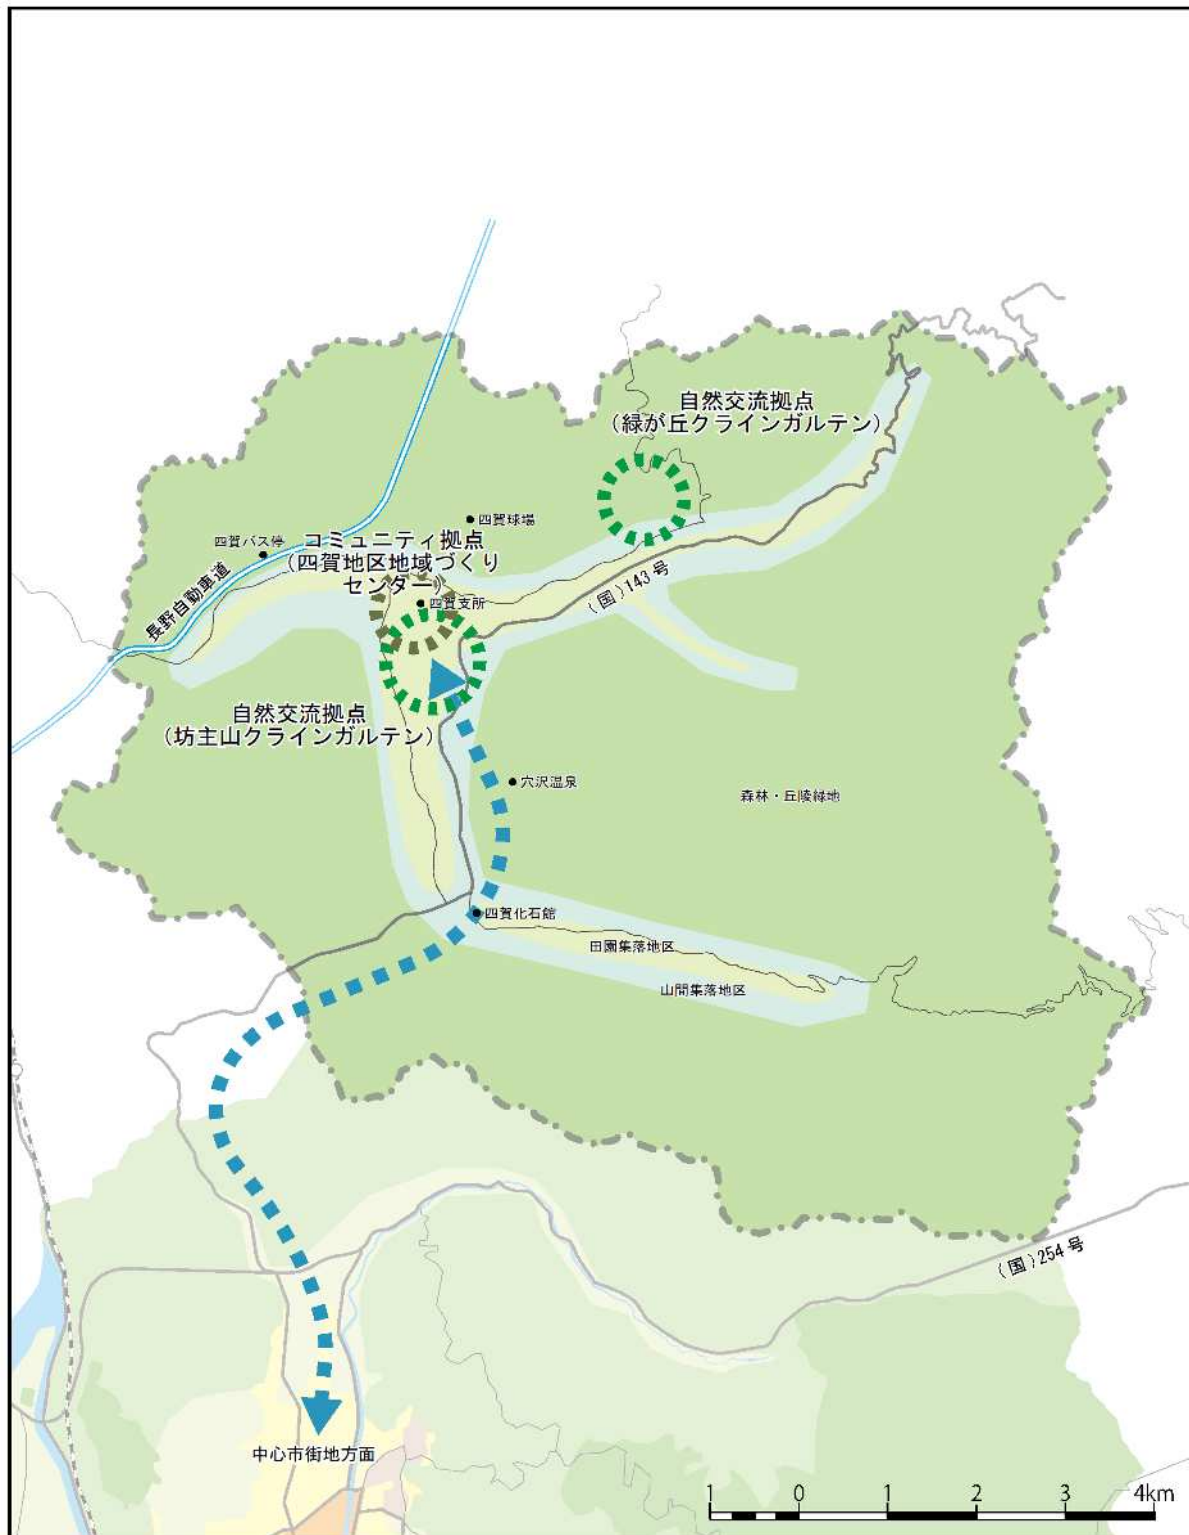 自然交流拠点
（緑が丘クラインガルテン）
四賀球場
四賀バス停
コミュニティ拠点
（四賀地区地域づくり
センター）
長野自動車道
四賀支所
（国）143号
自然交流拠点
（坊主山クラインガルテン）
穴沢温泉
森林・丘陵緑地
四賀化石館
田園集落地区
山間集落地区
（国）254号
中心市街地方面
1 0 1 2 3 4km